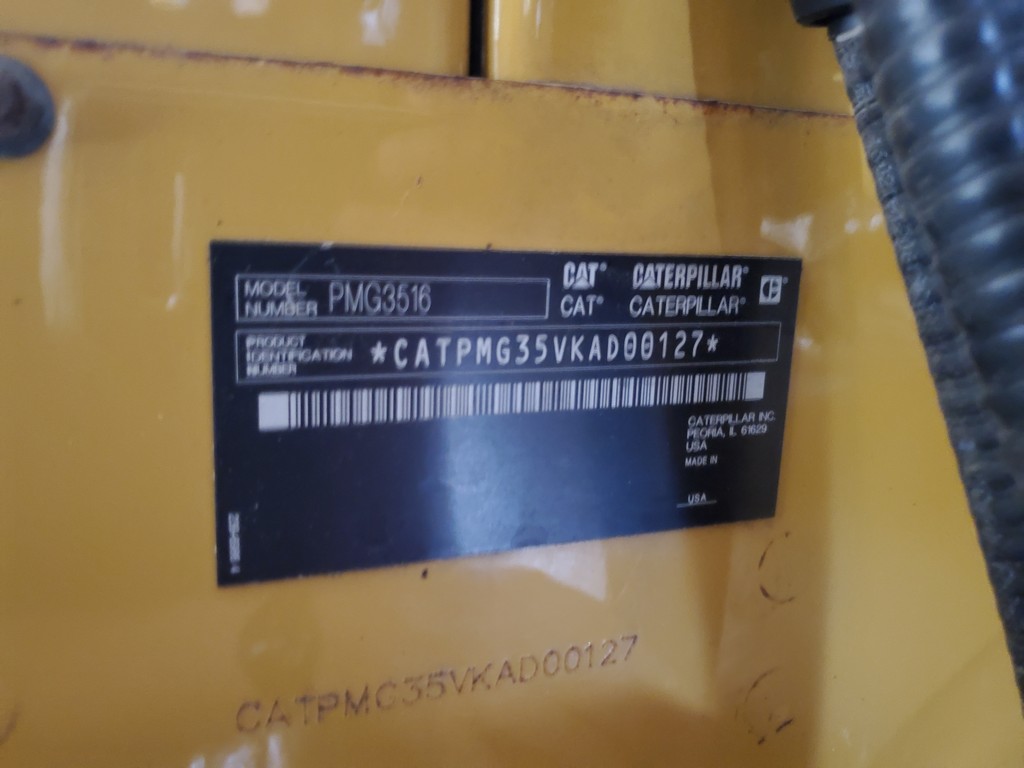 MODEL NUMBER PMG3516
CAT® CATERPILLAR®
CAT® CATERPILLAR®
PRODUCT IDENTIFICATION NUMBER *CATPMG35VKAD00127*
CATERPILLAR INC.
PEORIA, IL 61629
USA
MADE IN
USA
CATPMG35VKAD00127